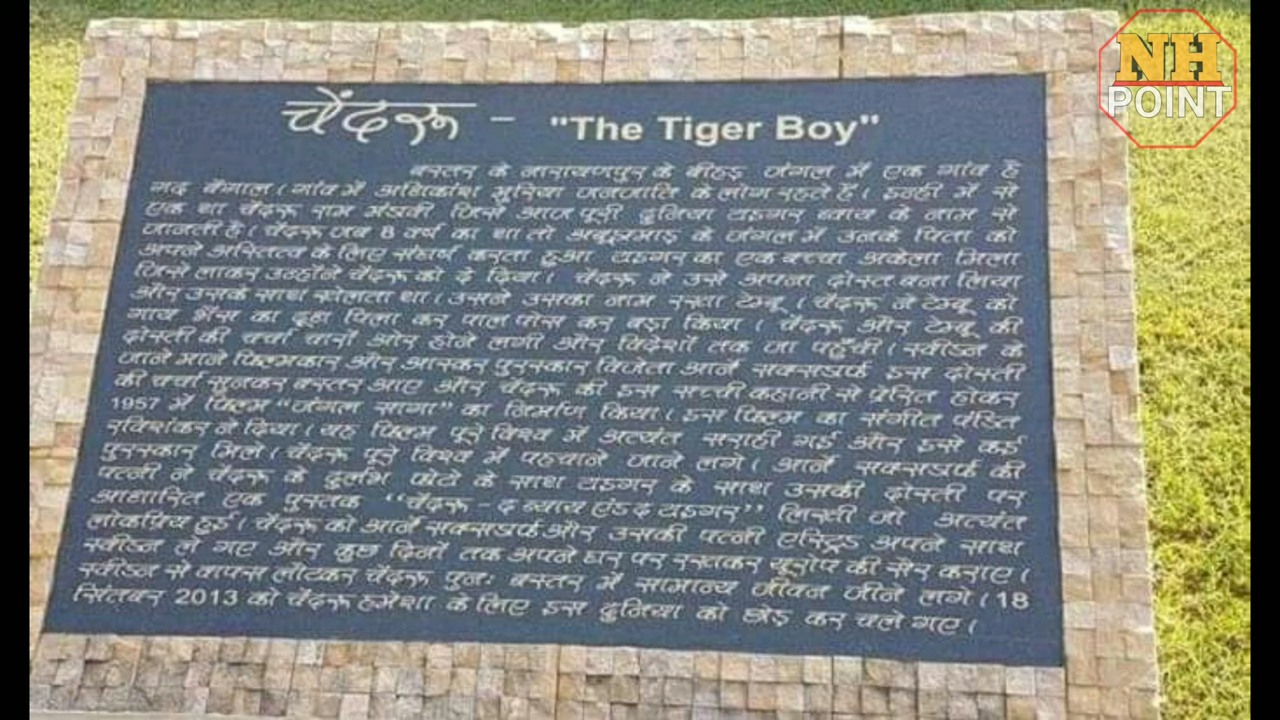 चेंदरू - "The Tiger Boy"
बस्तर के नारायणपुर के बीहड़ जंगल में एक गांव है
गढ़ बेंगाल। गांव में अधिकांश मुरिया जनजाति के लोग रहते है। इन्हीं में से
एक था चेंदरू राम मंडावी जिसे आज पूरी दुनिया टाइगर ब्वाय के नाम से
जानती है। चेंदरू जब 8 वर्ष का था तो अबूझमाड़ के जंगल में उनके पिता को
अपने अस्तित्व के लिए संघर्ष करता हुआ टाइगर का एक बच्चा अकेला मिला
जिसे लाकर उन्होंने चेंदरू को दे दिया। चेंदरू ने उसे अपना दोस्त बना लिया
और उसके साथ खेलता था। उसने उसका नाम रखा टेम्बू। चेंदरू ने टेम्बू को
गाय भैंस का दूध पिला कर पाल पोस कर बड़ा किया। चेंदरू और टेम्बू की
दोस्ती की चर्चा चारों ओर होने लगी और विदेशों तक जा पहुँची। स्वीडन के
जाने माने फिल्मकार और आस्कर पुरस्कार विजेता आर्ने सक्सडार्फ इस दोस्ती
की चर्चा सुनकर बस्तर आए और चेंदरू की इस सच्ची कहानी से प्रेरित होकर
1957 में फिल्म "जंगल सागा" का निर्माण किया। इस फिल्म का संगीत पंडित
रविशंकर ने दिया। यह फिल्म पूरे विश्व में अत्यंत सराही गई और इसे कई
पुरस्कार मिले। चेंदरू पूरे विश्व में पहचाने जाने लगे। आर्ने सक्सडार्फ की
पत्नी ने चेंदरू के दुर्लभ फोटो के साथ टाइगर के साथ उसकी दोस्ती पर
आधारित एक पुस्तक "चेंदरू - द ब्वाय एंड द टाइगर" लिखी जो अत्यंत
लोकप्रिय हुई। चेंदरू को आर्ने सक्सडार्फ और उसकी पत्नी एस्ट्रिड अपने साथ
स्वीडन ले गए और कुछ दिनों तक अपने घर पर रखकर यूरोप की सैर कराए।
स्वीडन से वापस लौटकर चेंदरू पुनः बस्तर में सामान्य जीवन जीने लगे। 18
सितंबर 2013 को चेंदरू हमेशा के लिए इस दुनिया को छोड़ कर चले गए।
NH
POINT